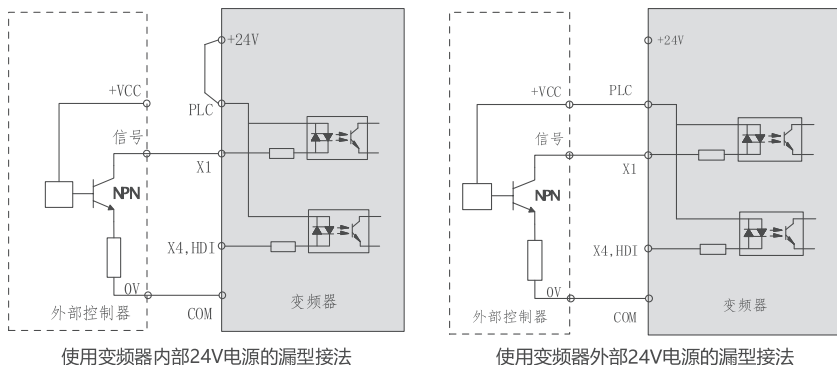 +24V
+VCC
PLC
信号
X1
NPN
X4,HDI
0V
外部控制器
COM
变频器
使用变频器内部24V电源的漏型接法
+24V
+VCC
PLC
信号
X1
NPN
X4,HDI
0V
外部控制器
COM
变频器
使用变频器外部24V电源的漏型接法